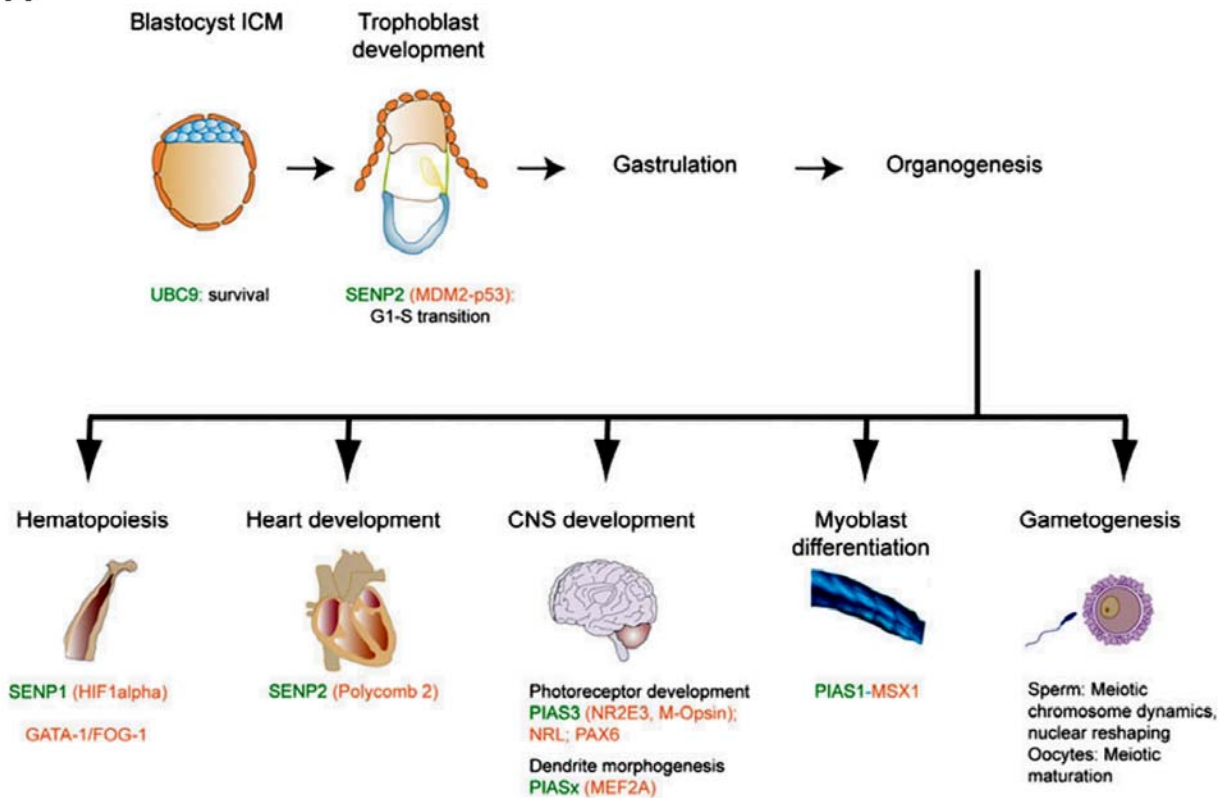 Blastocyst ICM
Trophoblast
development
Gastrulation
Organogenesis
UBC9: survival
SENP2 (MDM2-p53):
G1-S transition
Hematopoiesis
SENP1 (HIF1alpha)
GATA-1/FOG-1
Heart development
SENP2 (Polycomb 2)
CNS development
Photoreceptor development
PIAS3 (NR2E3, M-Opsin);
NRL; PAX6
Dendrite morphogenesis
PIASx (MEF2A)
Myoblast
differentiation
PIAS1-MSX1
Gametogenesis
Sperm: Meiotic
chromosome dynamics,
nuclear reshaping
Oocytes: Meiotic
maturation